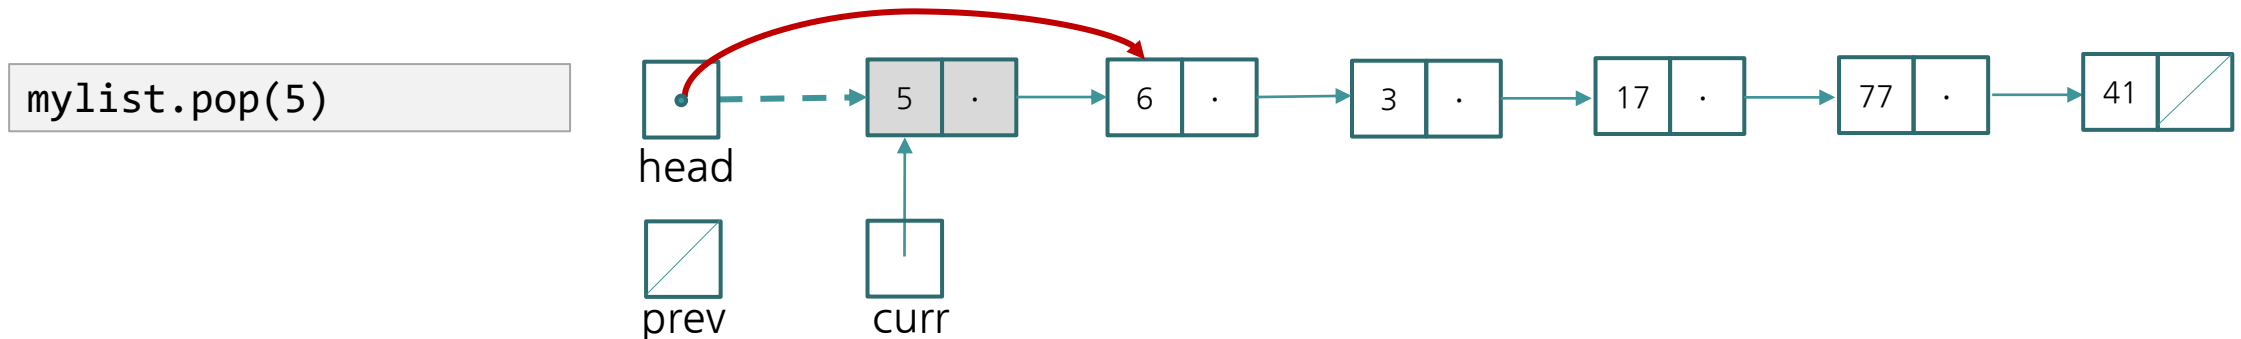 mylist.pop(5)
5 . 6 . 3 . 17 . 77 . 41
head
prev curr